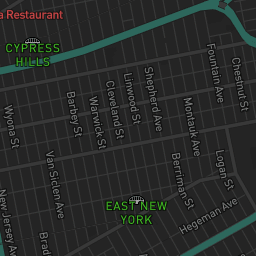 a Restaurant
CYPRESS
HILLS
Fountain Ave
Chestnut St
Linwood St
Shepherd Ave
Cleveland St
Warwick St
Barbey St
Montauk Ave
Wyona St
Logan St
Berriman St
Van Siclen Ave
New Jersey Ave
EAST NEW
YORK
Hegeman Ave
Brad